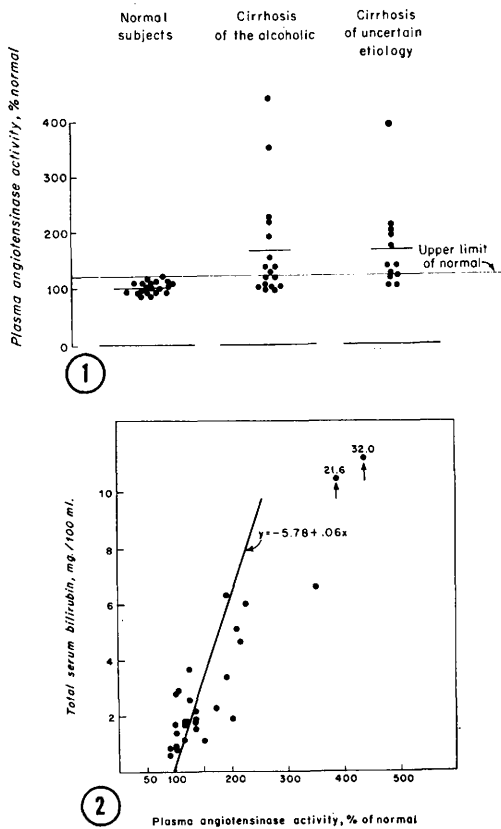 Normal subjects
Cirrhosis of the alcoholic
Cirrhosis of uncertain etiology
Plasma angiotensinase activity, % normal
400
300
200
100
0
Upper limit of normal
1
Total serum bilirubin, mg./100 ml.
10
8
6
4
2
32.0
21.6
y=-5.78+.06x
50 100 200 300 400 500
Plasma angiotensinase activity, % of normal
2